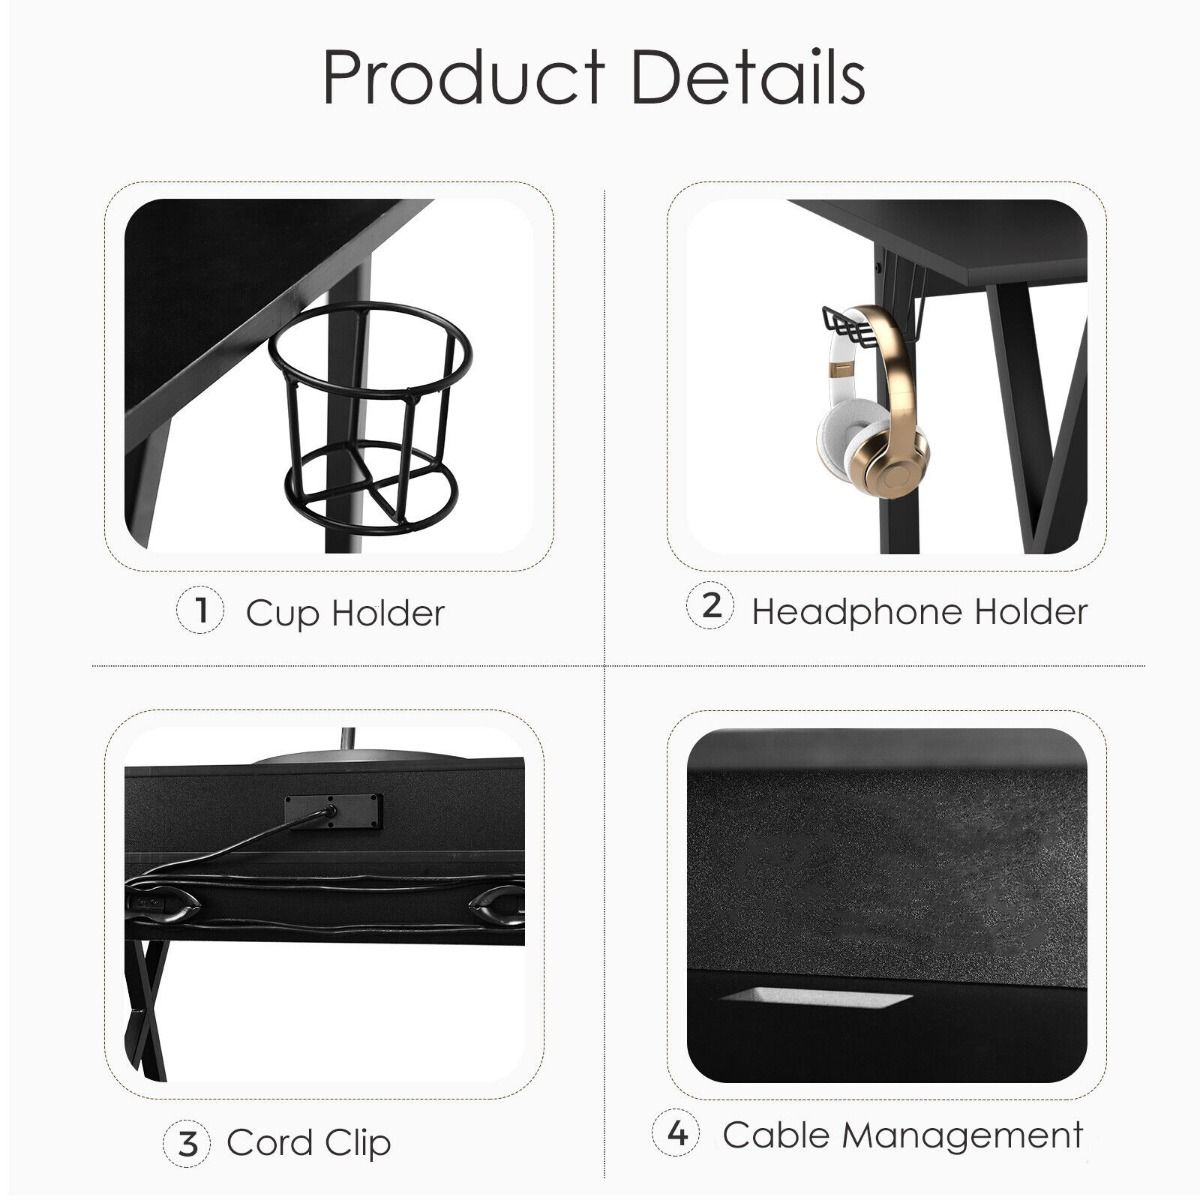 Product Details
1 Cup Holder
2 Headphone Holder
3 Cord Clip
4 Cable Management